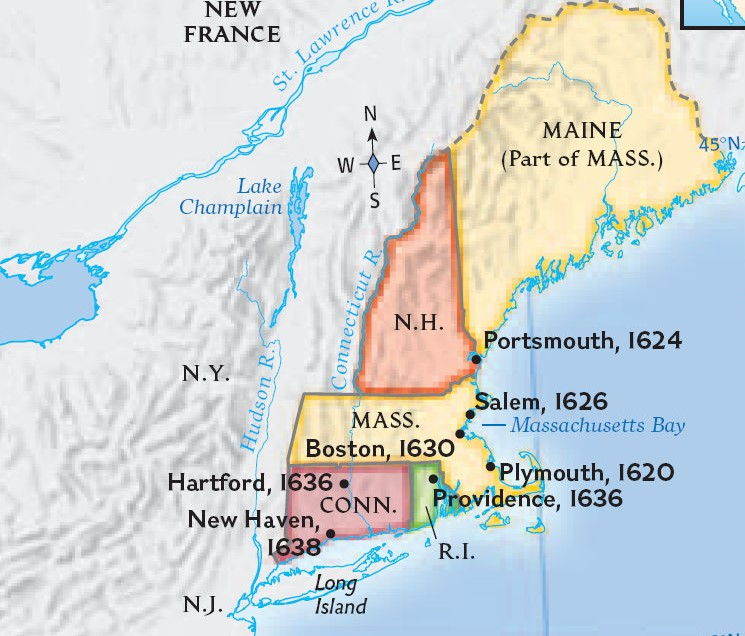 NEW
FRANCE
St. Lawrence R.
N
W
E
S
MAINE
(Part of MASS.)
45°N
Lake
Champlain
Connecticut R.
N.H.
Portsmouth, 1624
N.Y.
Hudson R.
Salem, 1626
MASS.
Massachusetts Bay
Boston, 1630
Plymouth, 1620
Hartford, 1636
Providence, 1636
CONN.
New Haven,
1638
R.I.
Long
Island
N.J.